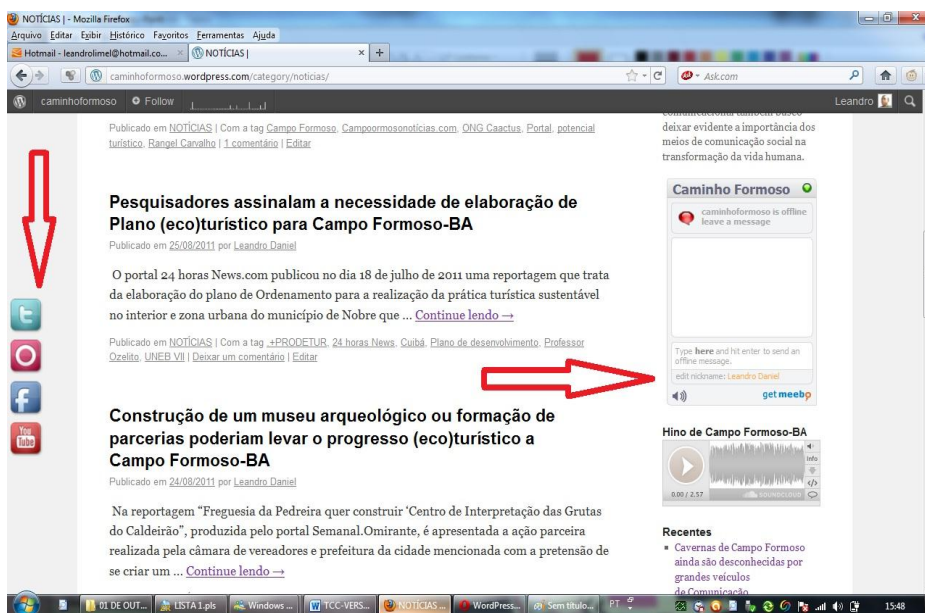 NOTÍCIAS | - Mozilla Firefox
Arquivo Editar Exibir Histórico Favoritos Ferramentas Ajuda
Hotmail - leandrolimel@hotmail.co...
NOTÍCIAS |
caminhoformoso.wordpress.com/category/noticias/
Ask.com
caminhoformoso Follow
Leandro
Publicado em NOTÍCIAS | Com a tag Campo Formoso, Campoormosonotícias.com, ONG Caactus, Portal, potencial
turístico, Rangel Carvalho | 1 comentário | Editar
Pesquisadores assinalam a necessidade de elaboração de
Plano (eco)turístico para Campo Formoso-BA
Publicado em 25/08/2011 por Leandro Daniel
O portal 24 horas News.com publicou no dia 18 de julho de 2011 uma reportagem que trata
da elaboração do plano de Ordenamento para a realização da prática turística sustentável
no interior e zona urbana do município de Nobre que ... Continue lendo →
Publicado em NOTÍCIAS | Com a tag .+PRODETUR, 24 horas News, Cuibá, Plano de desenvolvimento, Professor
Ozelito, UNEB VII | Deixar um comentário | Editar
Construção de um museu arqueológico ou formação de
parcerias poderiam levar o progresso (eco)turístico a
Campo Formoso-BA
Publicado em 24/08/2011 por Leandro Daniel
Na reportagem “Freguesia da Pedreira quer construir ‘Centro de Interpretação das Grutas
do Caldeirão”, produzida pelo portal Semanal.Omirante, é apresentada a ação parceira
realizada pela câmara de vereadores e prefeitura da cidade mencionada com a pretensão de
se criar um ... Continue lendo →
You
Tube
comunicacional também busco
deixar evidente a importância dos
meios de comunicação social na
transformação da vida humana.
Caminho Formoso
caminhoformoso is offline
leave a message
Type here and hit enter to send an
offline message.
edit nickname: Leandro Daniel
get meebo
Hino de Campo Formoso-BA
Info
0.00 / 2.57
SOUNDCLOUD
Recentes
Cavernas de Campo Formoso
ainda são desconhecidas por
grandes veículos
de Comunicação
01 DE OUT...
LISTA 1.pls
Windows ...
TCC-VERS...
NOTÍCIAS ...
WordPress...
Sem título...
PT
15:48